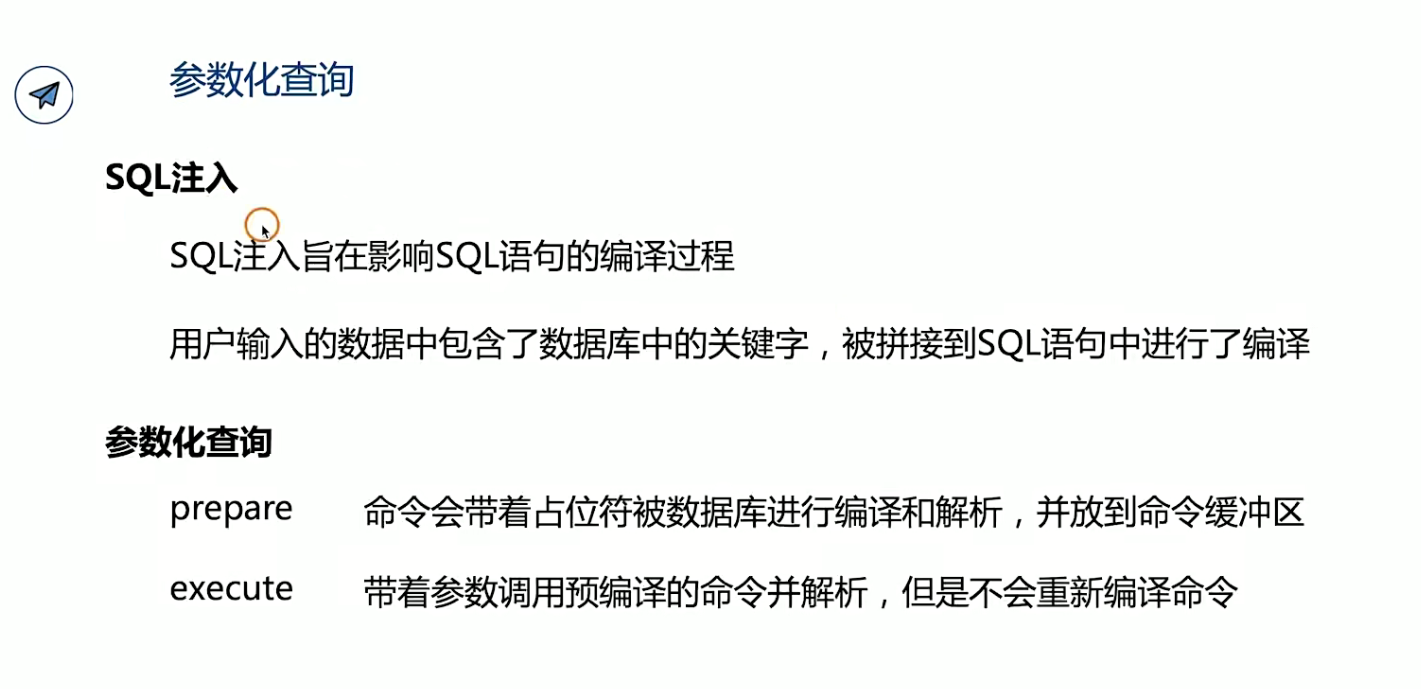 参数化查询
SQL注入
SQL注入旨在影响SQL语句的编译过程
用户输入的数据中包含了数据库中的关键字，被拼接到SQL语句中进行了编译
参数化查询
prepare 命令会带着占位符被数据库进行编译和解析，并放到命令缓冲区
execute 带着参数调用预编译的命令并解析，但是不会重新编译命令